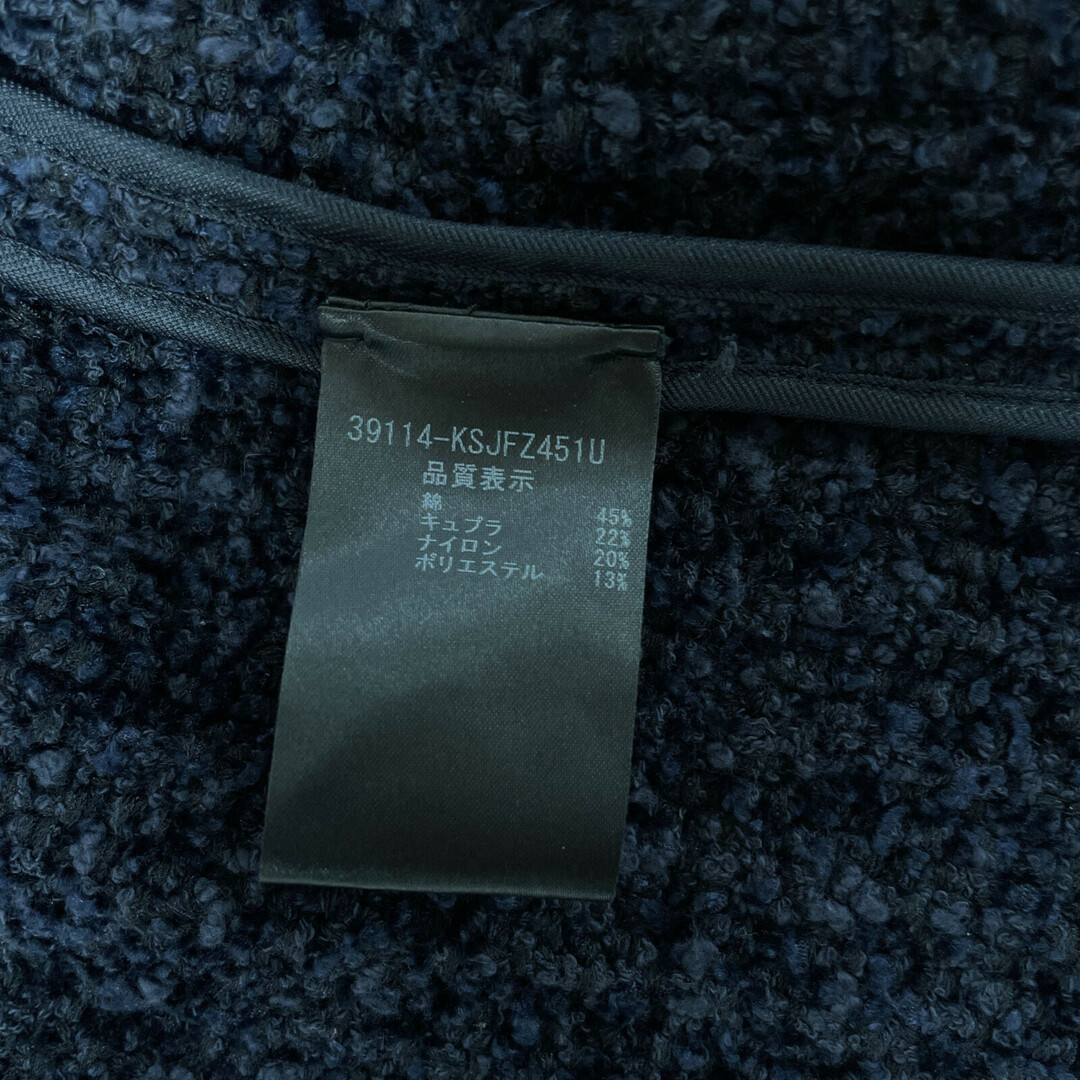 39114-KSJFZ451U
品質表示
綿 45%
キュプラ 22%
ナイロン 20%
ポリエステル 13%